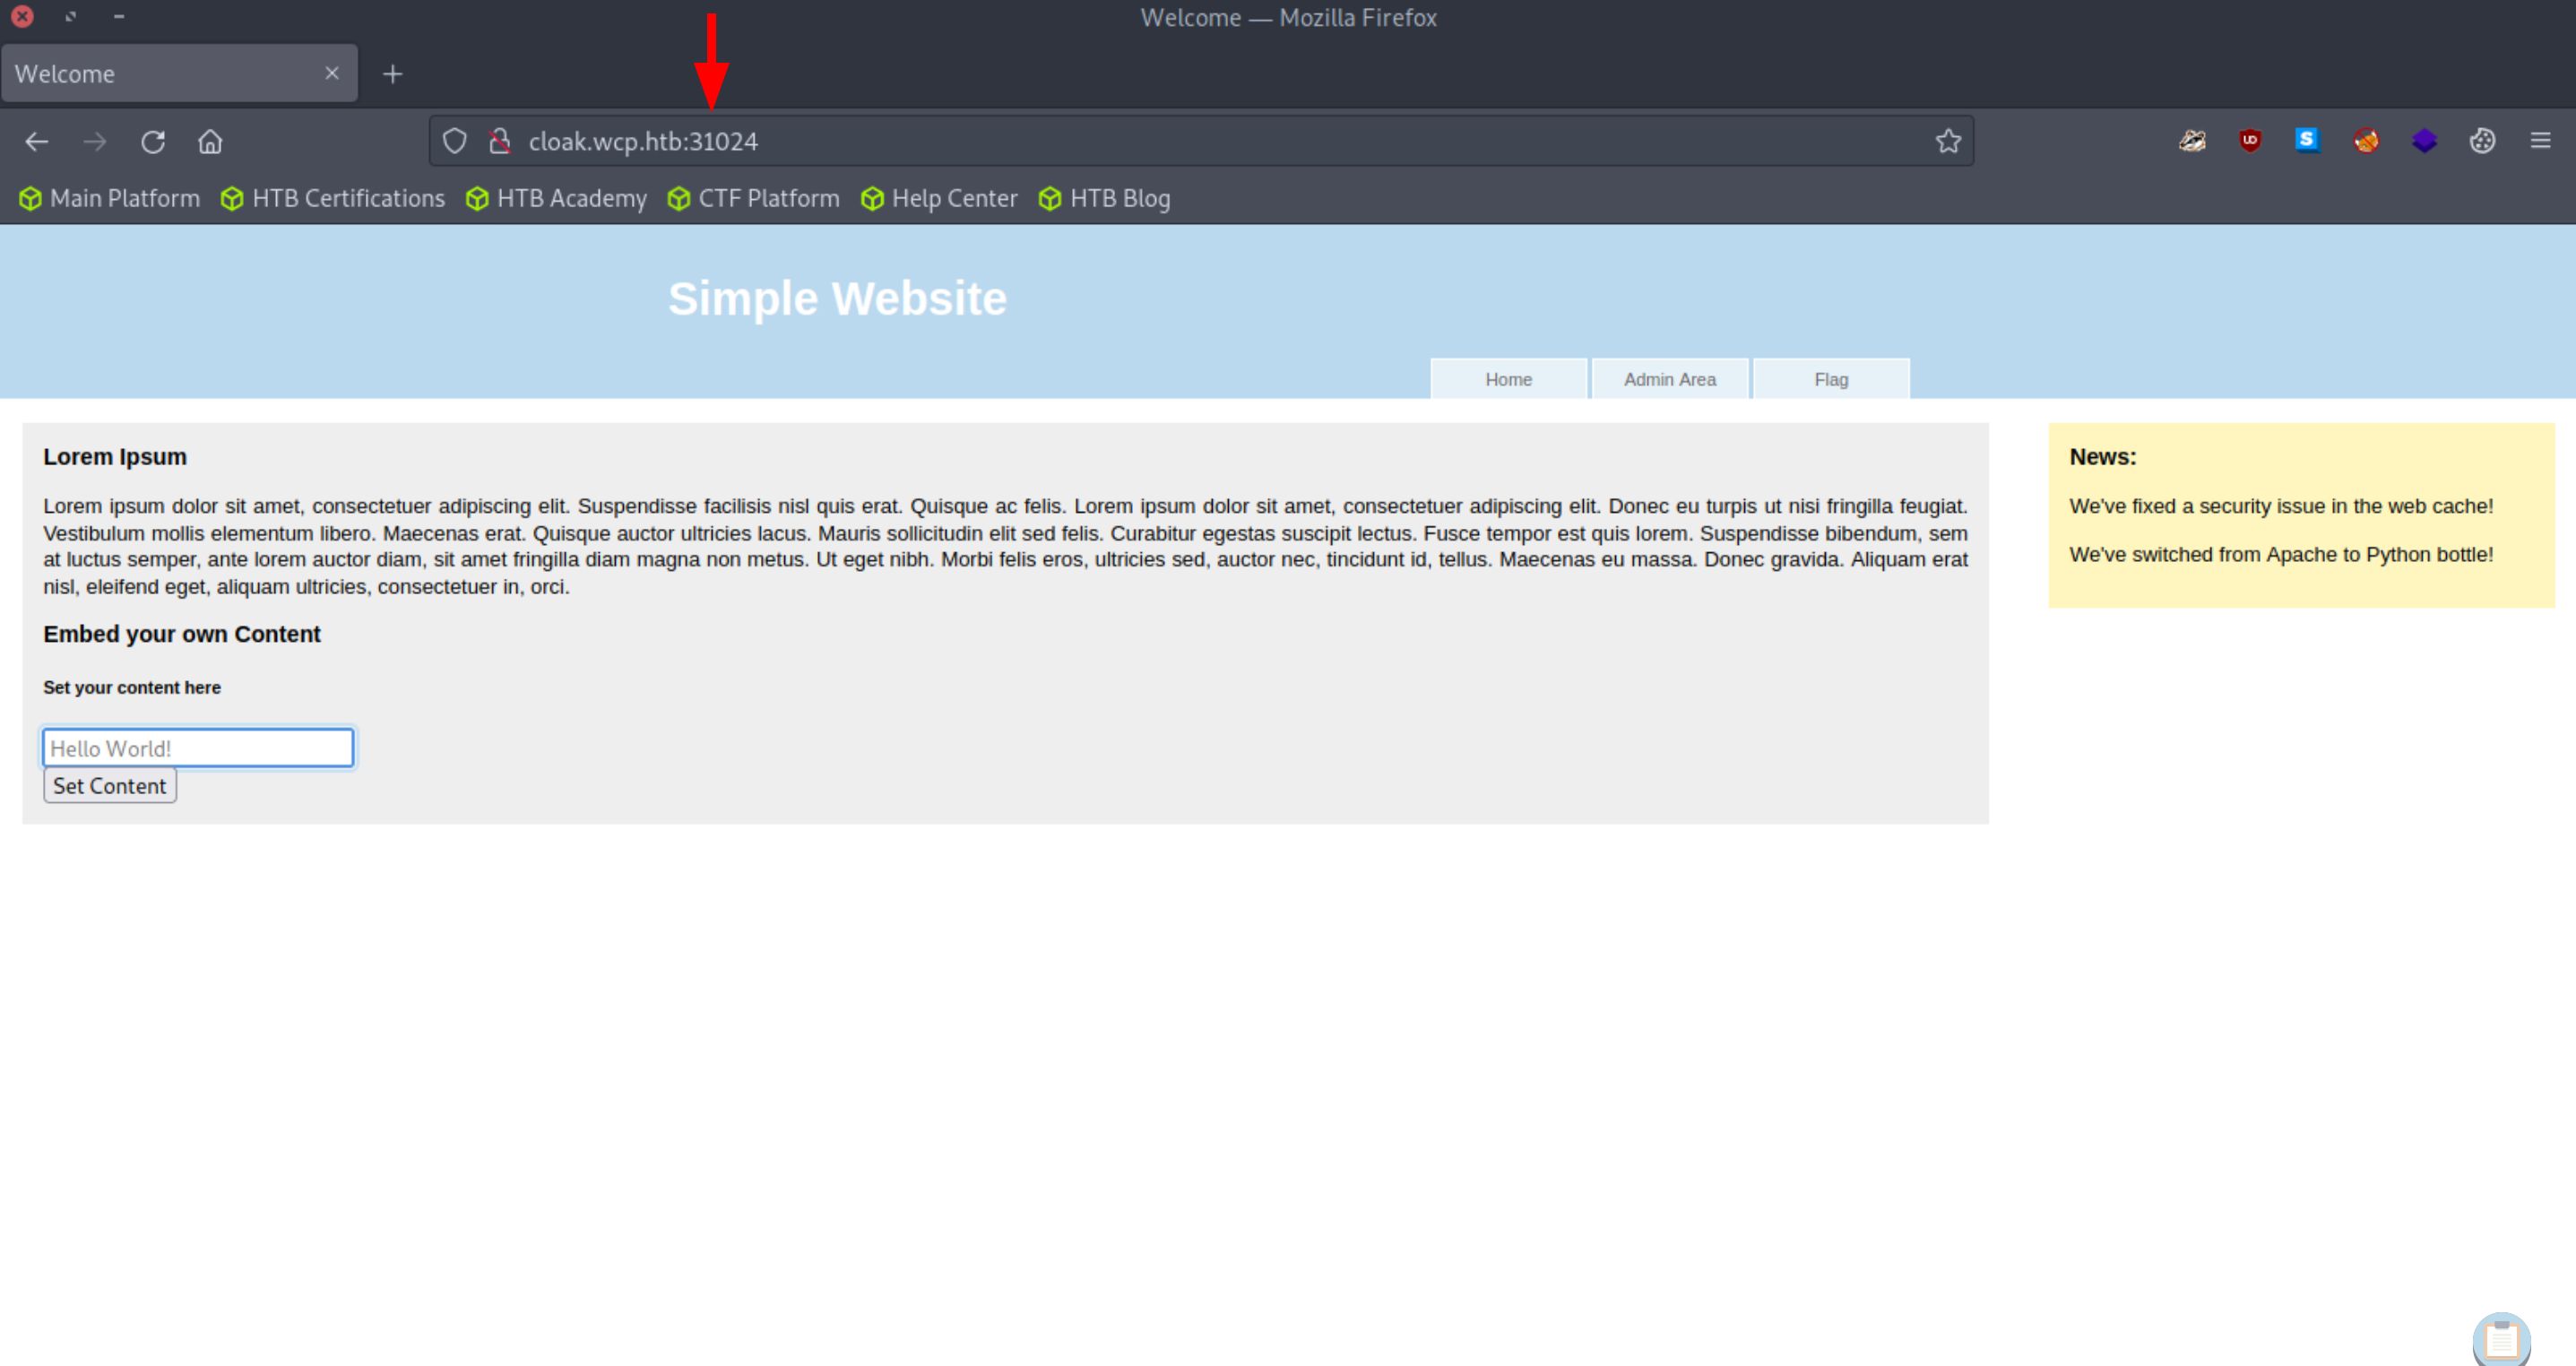 Welcome — Mozilla Firefox
Welcome
cloak.wcp.htb:31024
Main Platform HTB Certifications HTB Academy CTF Platform Help Center HTB Blog
Simple Website
Home Admin Area Flag
Lorem Ipsum
Lorem ipsum dolor sit amet, consectetuer adipiscing elit. Suspendisse facilisis nisl quis erat. Quisque ac felis. Lorem ipsum dolor sit amet, consectetuer adipiscing elit. Donec eu turpis ut nisi fringilla feugiat.
Vestibulum mollis elementum libero. Maecenas erat. Quisque auctor ultricies lacus. Mauris sollicitudin elit sed felis. Curabitur egestas suscipit lectus. Fusce tempor est quis lorem. Suspendisse bibendum, sem
at luctus semper, ante lorem auctor diam, sit amet fringilla diam magna non metus. Ut eget nibh. Morbi felis eros, ultricies sed, auctor nec, tincidunt id, tellus. Maecenas eu massa. Donec gravida. Aliquam erat
nisl, eleifend eget, aliquam ultricies, consectetuer in, orci.
Embed your own Content
Set your content here
Hello World!
Set Content
News:
We've fixed a security issue in the web cache!
We've switched from Apache to Python bottle!